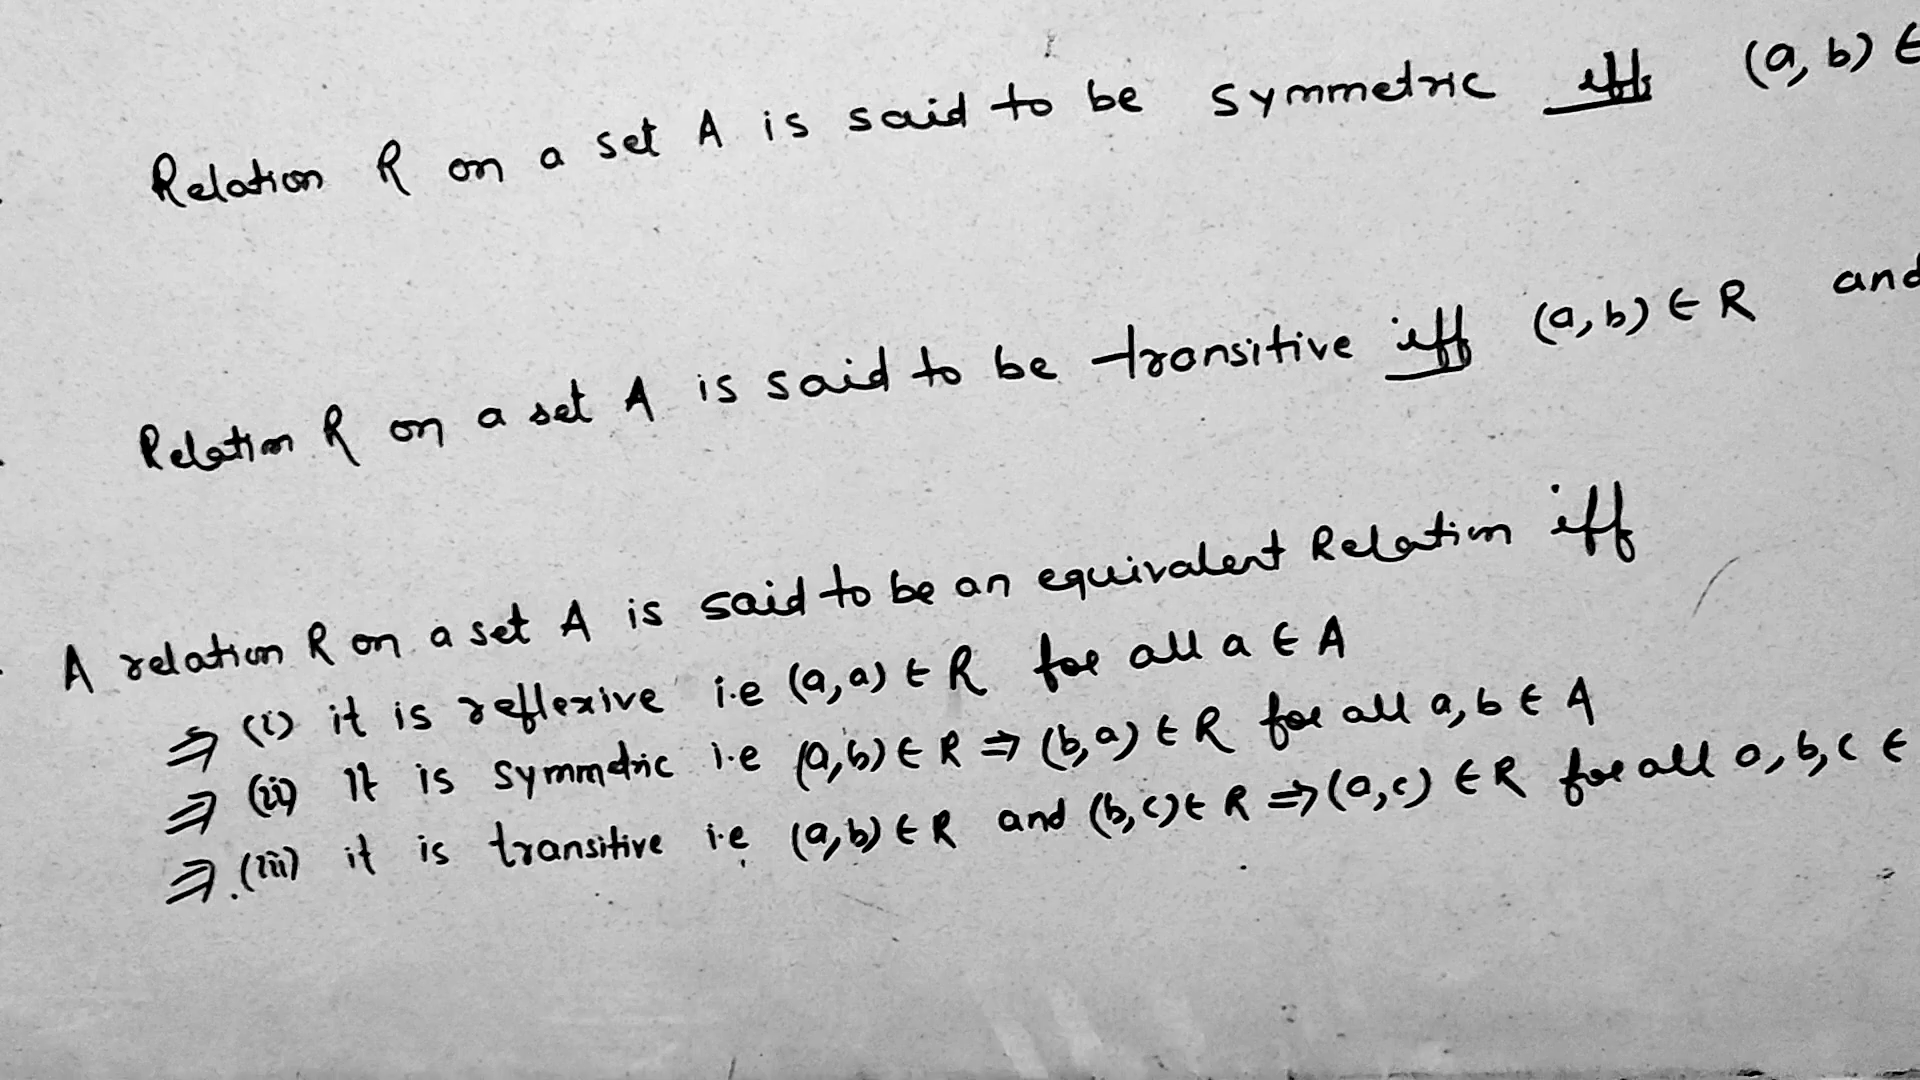 Relation R on a set A is said to be symmetric iff (a, b) ∈
Relation R on a set A is said to be transitive iff (a, b) ∈ R and
A relation R on a set A is said to be an equivalent Relation iff
⇒ (i) it is reflexive i.e (a, a) ∈ R for all a ∈ A
⇒ (ii) It is symmetric i.e (a, b) ∈ R ⇒ (b, a) ∈ R for all a, b ∈ A
⇒ (iii) it is transitive i.e (a, b) ∈ R and (b, c) ∈ R ⇒ (a, c) ∈ R for all a, b, c ∈